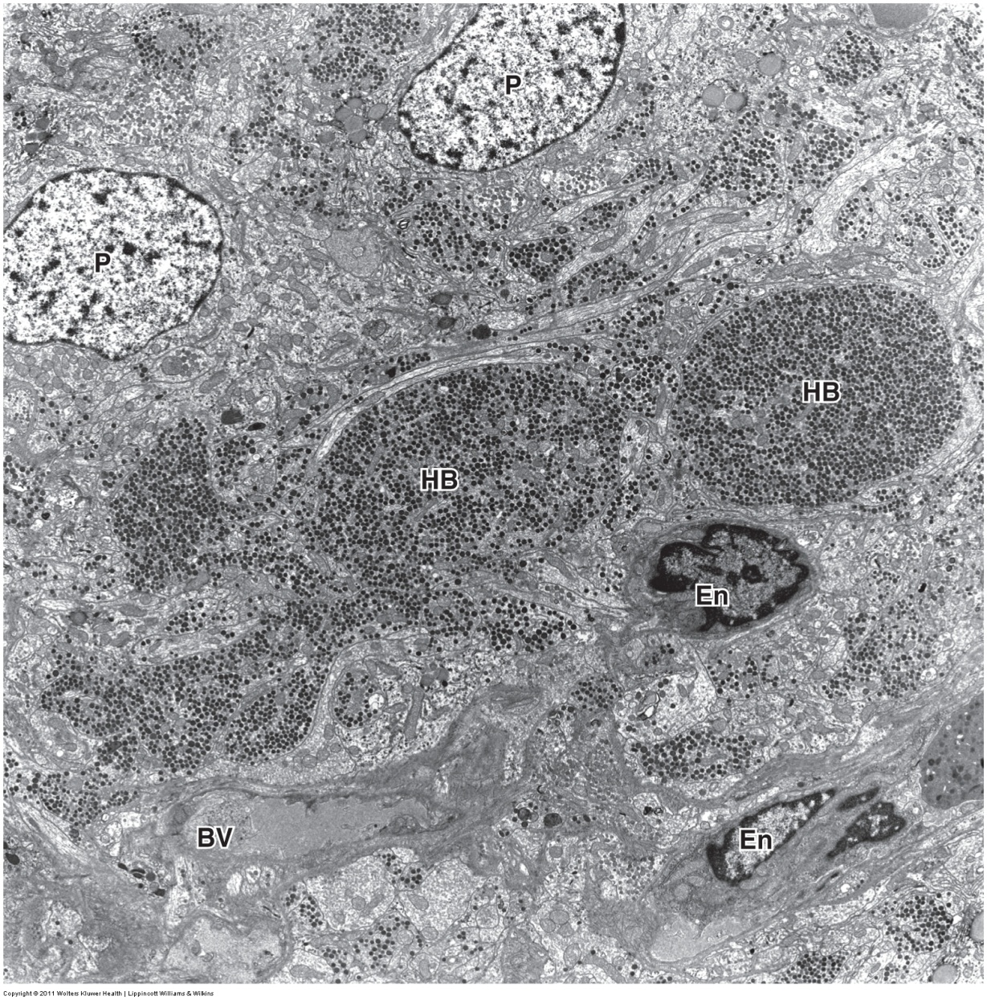 P
P
HB
HB
En
BV
En
Copyright © 2011 Wolters Kluwer Health | Lippincott Williams & Wilkins